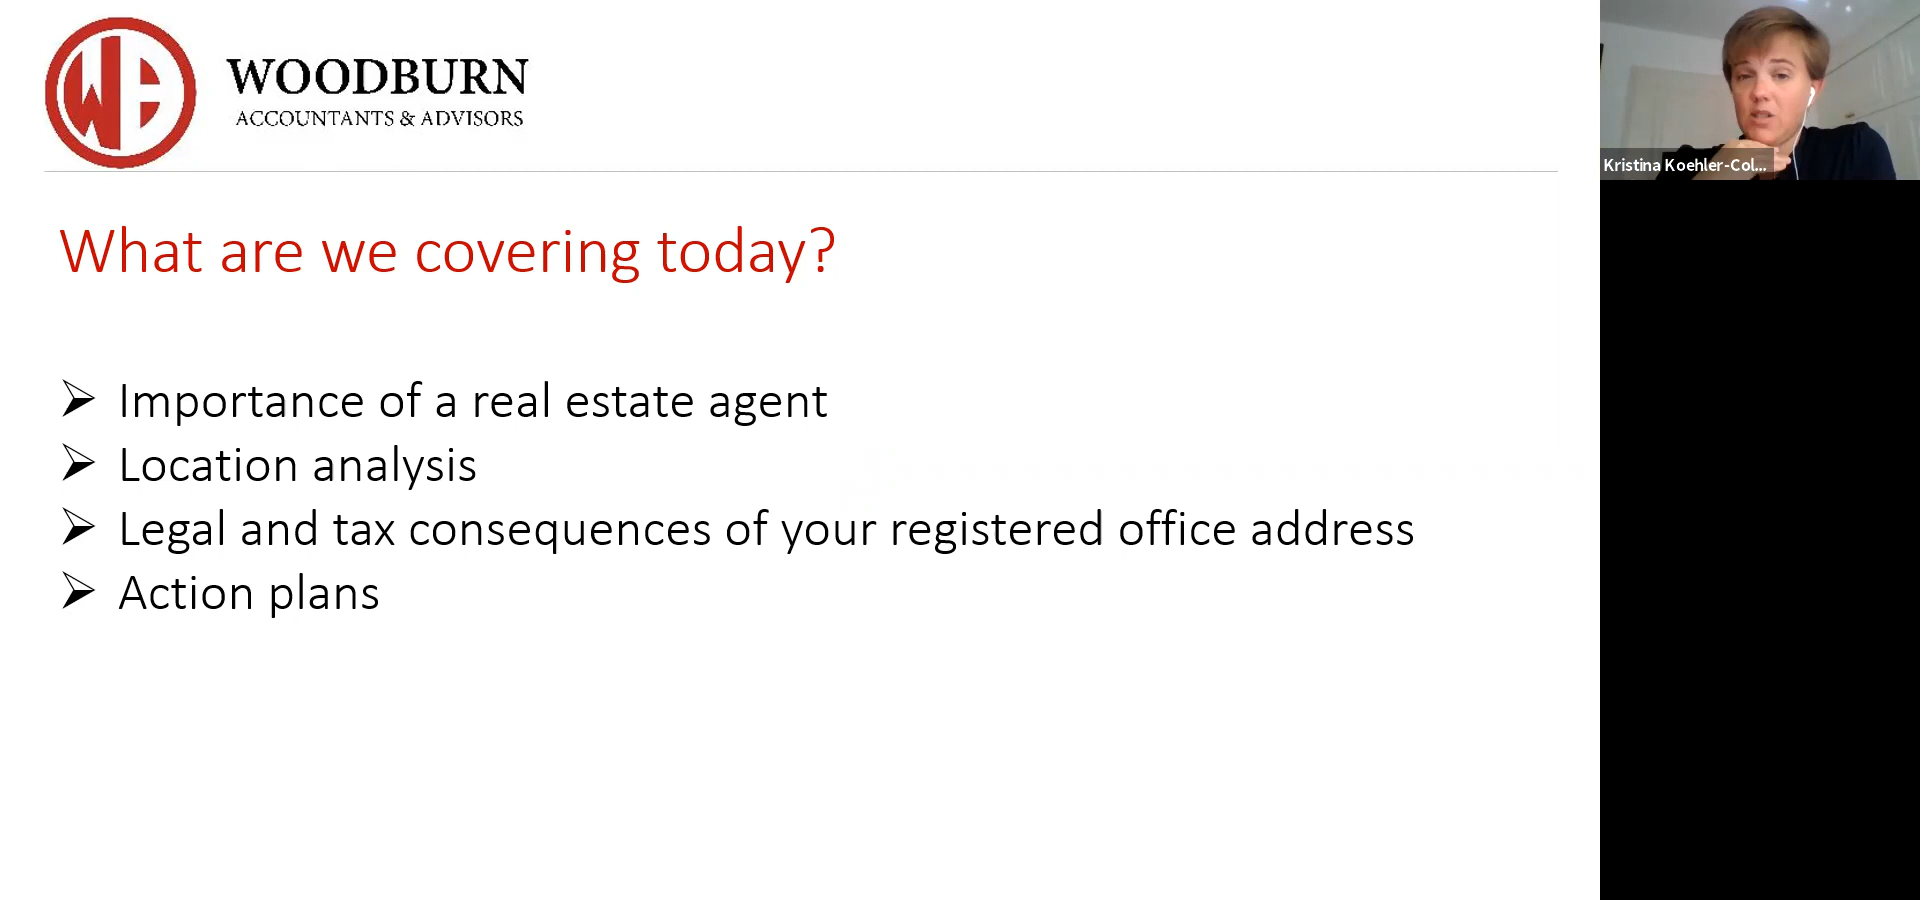 WOODBURN
ACCOUNTANTS & ADVISORS
Kristina Koehler-Col...
What are we covering today?
➢ Importance of a real estate agent
➢ Location analysis
➢ Legal and tax consequences of your registered office address
➢ Action plans